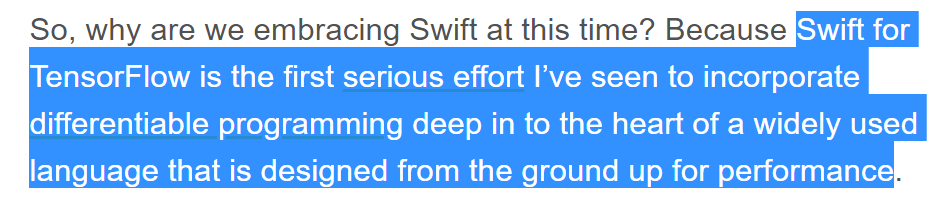 So, why are we embracing Swift at this time? Because Swift for
TensorFlow is the first serious effort I’ve seen to incorporate
differentiable programming deep in to the heart of a widely used
language that is designed from the ground up for performance.